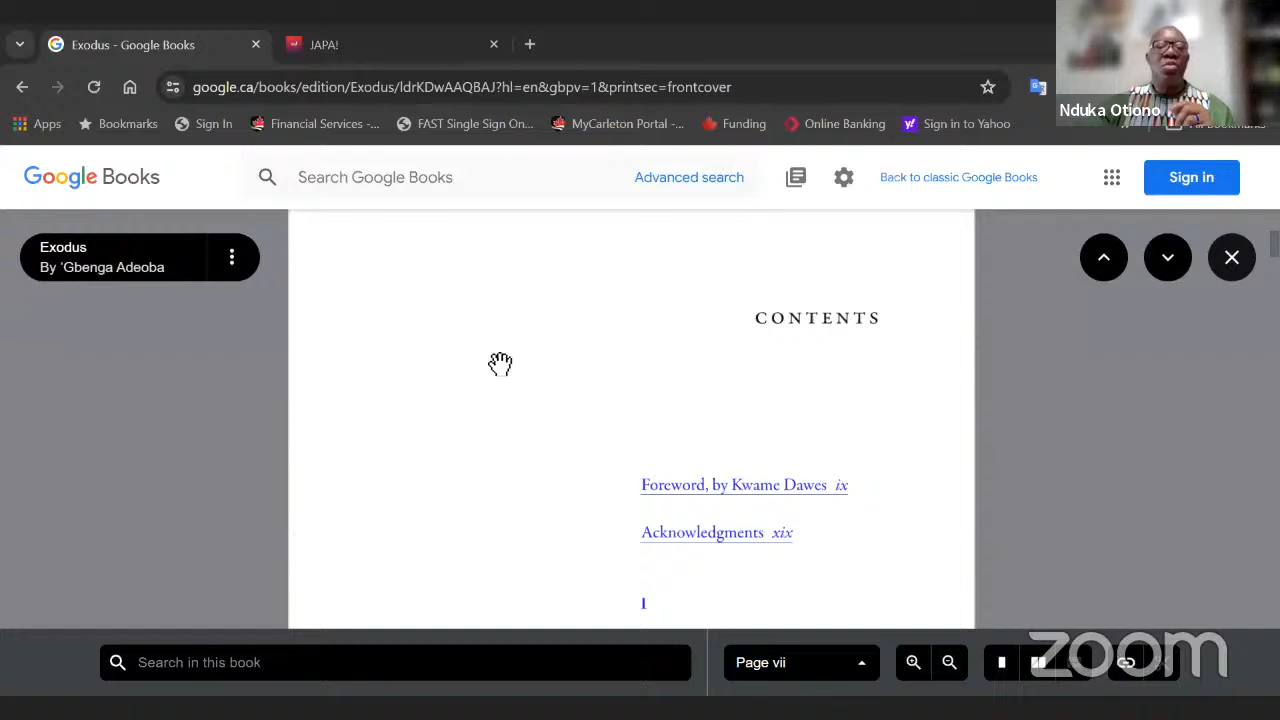 Exodus - Google Books
JAPA!
google.ca/books/edition/Exodus/ldrKDwAAQBAJ?hl=en&gbpv=1&printsec=frontcover
Apps
Bookmarks
Sign In
Financial Services -...
FAST Single Sign On...
MyCarleton Portal -...
Funding
Online Banking
Sign in to Yahoo
All Bookmarks
Nduka Otiono
Google Books
Search Google Books
Advanced search
Back to classic Google Books
Sign in
Exodus
By 'Gbenga Adeoba
CONTENTS
Foreword, by Kwame Dawes ix
Acknowledgments xix
I
Search in this book
Page vii
zoom